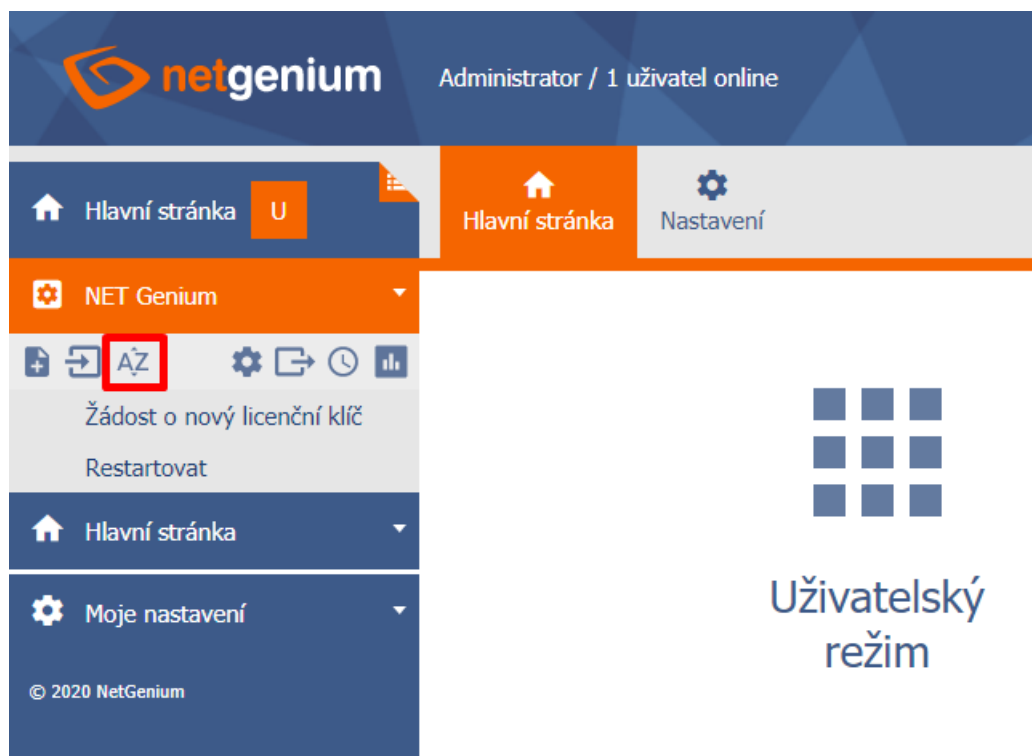 netgenium
Administrator / 1 uživatel online
Hlavní stránka U
Hlavní stránka
Nastavení
NET Genium
AZ
Žádost o nový licenční klíč
Restartovat
Hlavní stránka
Moje nastavení
© 2020 NetGenium
Uživatelský
režim